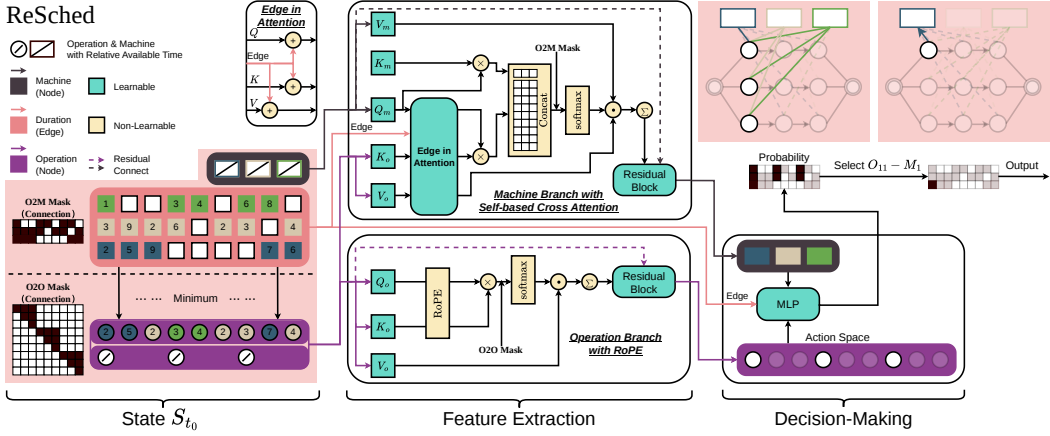 ReSched
Operation & Machine
with Relative Available Time
Machine
(Node)
Learnable
Duration
(Edge)
Non-Learnable
Operation
(Node)
Residual
Connect
Edge in
Attention
Q
Edge
K
V
O2M Mask
(Connection)
1 3 4 6 8
3 9 2 6 2 3 4
2 5 9 7 6
O2O Mask
(Connection)
... ... Minimum ... ...
2 5 2 3 4 2 3 7 4
State S_{t_0}
V_m
K_m
Q_m
Edge
K_o
V_o
Edge in
Attention
×
×
O2M Mask
Concat
softmax
Σ
Residual
Block
Machine Branch with
Self-based Cross Attention
Q_o
K_o
V_o
RoPE
×
×
softmax
O2O Mask
Σ
Residual
Block
Operation Branch
with RoPE
Feature Extraction
Probability
Select O_{11} − M_1
Output
Edge
MLP
Action Space
Decision-Making